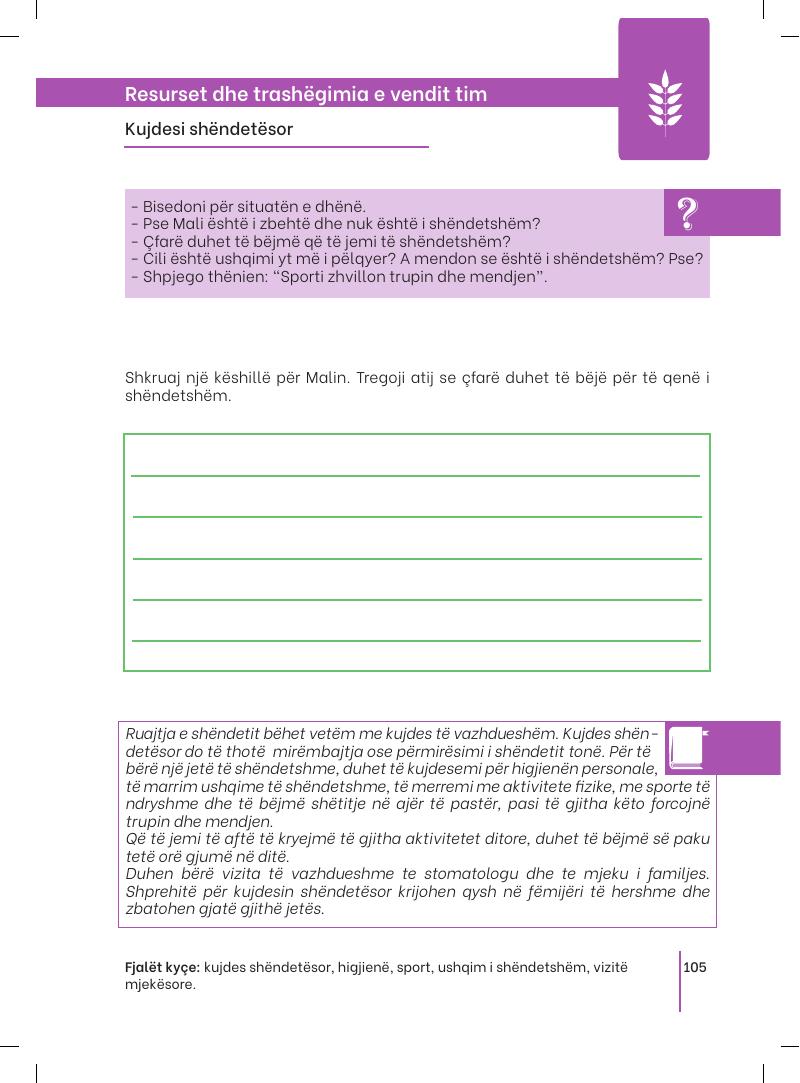 Resurset dhe trashëgimia e vendit tim
Kujdesi shëndetësor
- Bisedoni për situatën e dhënë.
- Pse Mali është i zbehtë dhe nuk është i shëndetshëm?
- Çfarë duhet të bëjmë që të jemi të shëndetshëm?
- Cili është ushqimi yt më i pëlqyer? A mendon se është i shëndetshëm? Pse?
- Shpjego thënien: “Sporti zhvillon trupin dhe mendjen”.
?
Shkruaj një këshillë për Malin. Tregoji atij se çfarë duhet të bëjë për të qenë i
shëndetshëm.
Ruajtja e shëndetit bëhet vetëm me kujdes të vazhdueshëm. Kujdes shën-
detësor do të thotë mirëmbajtja ose përmirësimi i shëndetit tonë. Për të
bërë një jetë të shëndetshme, duhet të kujdesemi për higjienën personale,
të marrim ushqime të shëndetshme, të merremi me aktivitete fizike, me sporte të
ndryshme dhe të bëjmë shëtitje në ajër të pastër, pasi të gjitha këto forcojnë
trupin dhe mendjen.
Që të jemi të aftë të kryejmë të gjitha aktivitetet ditore, duhet të bëjmë së paku
tetë orë gjumë në ditë.
Duhen bërë vizita të vazhdueshme te stomatologu dhe te mjeku i familjes.
Shprehitë për kujdesin shëndetësor krijohen qysh në fëmijëri të hershme dhe
zbatohen gjatë gjithë jetës.
Fjalët kyçe: kujdes shëndetësor, higjienë, sport, ushqim i shëndetshëm, vizitë
mjekësore.
105